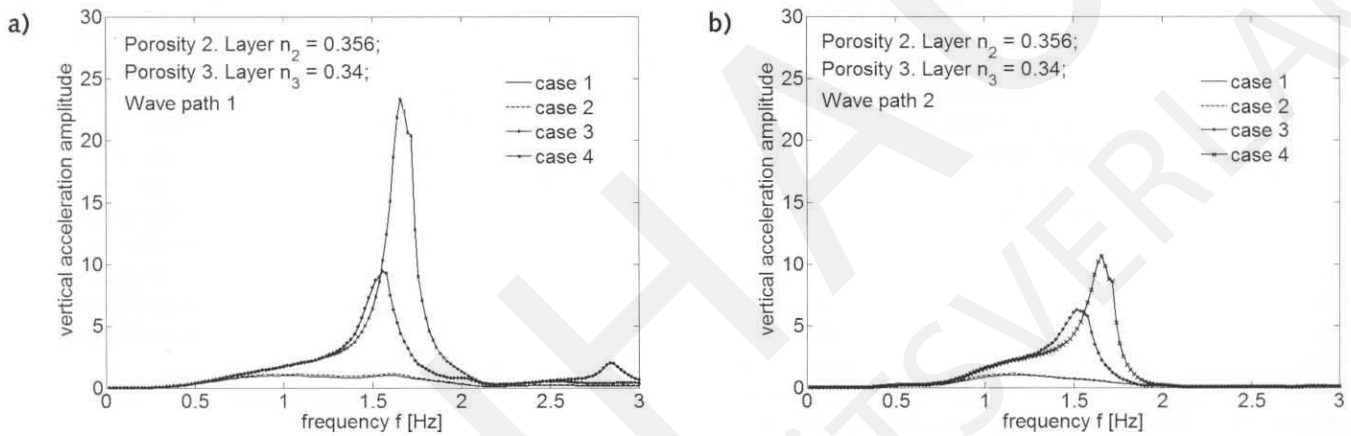 a)
30
25
20
15
10
5
0
vertical acceleration amplitude
Porosity 2. Layer n2 = 0.356;
Porosity 3. Layer n3 = 0.34;
Wave path 1
case 1
case 2
case 3
case 4
0 0.5 1 1.5 2 2.5 3
frequency f [Hz]
b)
30
25
20
15
10
5
0
vertical acceleration amplitude
Porosity 2. Layer n2 = 0.356;
Porosity 3. Layer n3 = 0.34;
Wave path 2
case 1
case 2
case 3
case 4
0 0.5 1 1.5 2 2.5 3
frequency f [Hz]